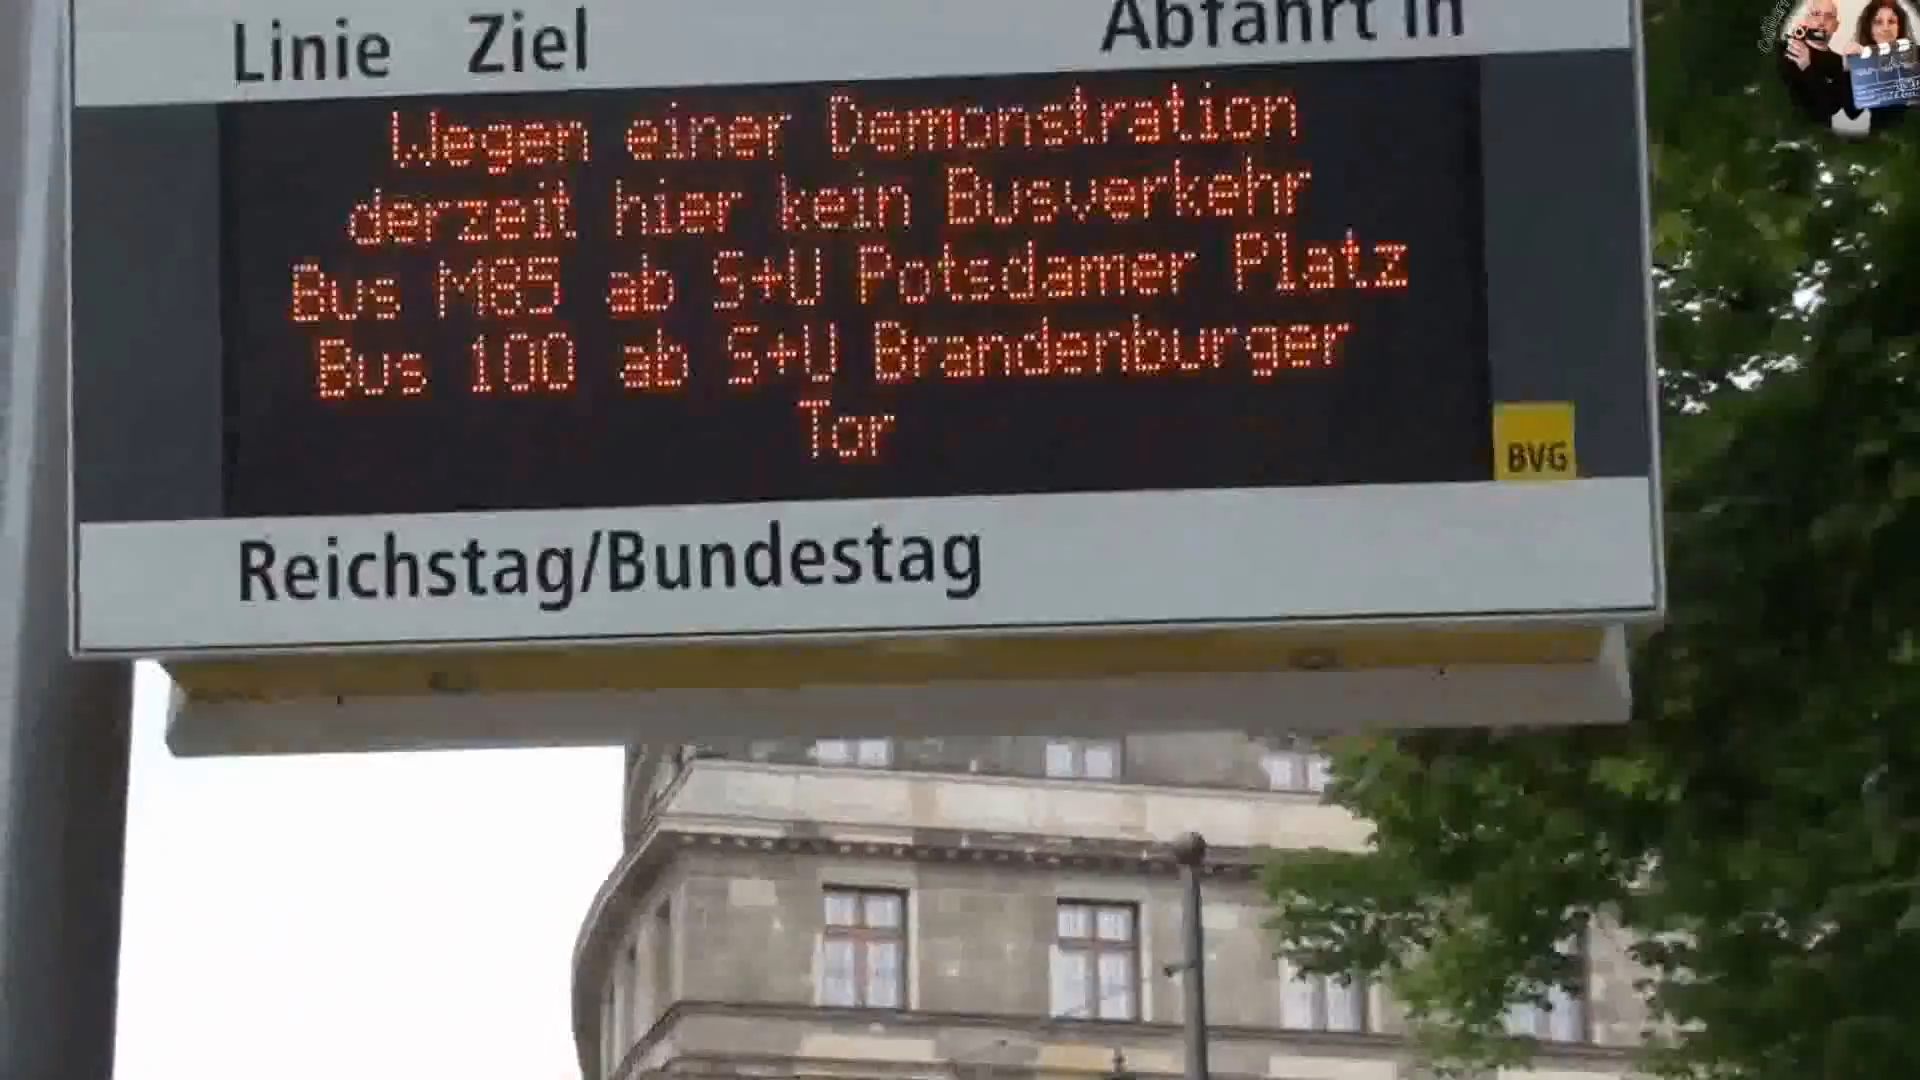 Linie Ziel Abfahrt in
Wegen einer Demonstration
derzeit hier kein Busverkehr
Bus M85 ab S+U Potsdamer Platz
Bus 100 ab S+U Brandenburger
Tor
BVG
Reichstag/Bundestag